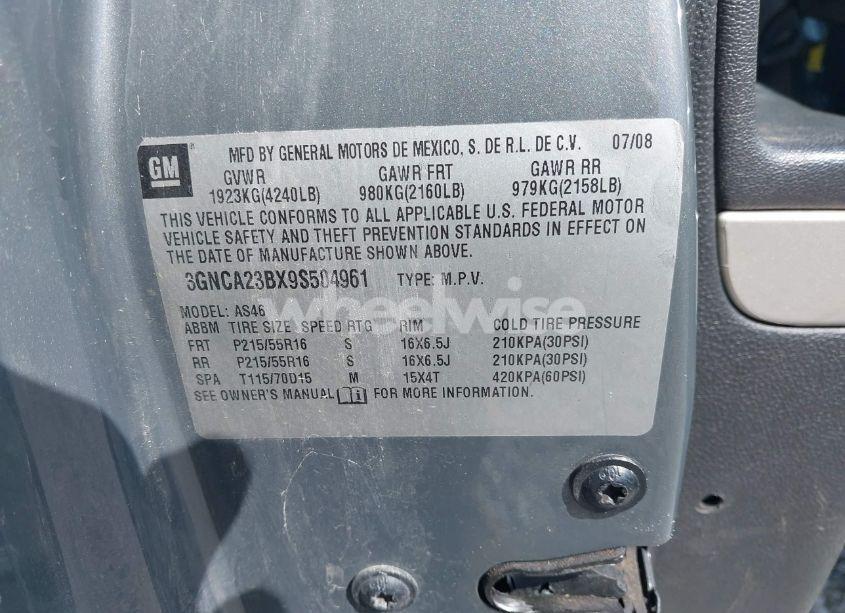 GM
MFD BY GENERAL MOTORS DE MEXICO, S. DE R.L. DE C.V. 07/08
GVWR GAWR FRT GAWR RR
1923KG(4240LB) 980KG(2160LB) 979KG(2158LB)
THIS VEHICLE CONFORMS TO ALL APPLICABLE U.S. FEDERAL MOTOR
VEHICLE SAFETY AND THEFT PREVENTION STANDARDS IN EFFECT ON
THE DATE OF MANUFACTURE SHOWN ABOVE.
3GNCA23BX9S504961 TYPE: M.P.V.
wheelwise
MODEL: AS46
ABBM TIRE SIZE SPEED RTG RIM COLD TIRE PRESSURE
FRT P215/55R16 S 16X6.5J 210KPA(30PSI)
RR P215/55R16 S 16X6.5J 210KPA(30PSI)
SPA T115/70D15 M 15X4T 420KPA(60PSI)
SEE OWNER'S MANUAL FOR MORE INFORMATION.